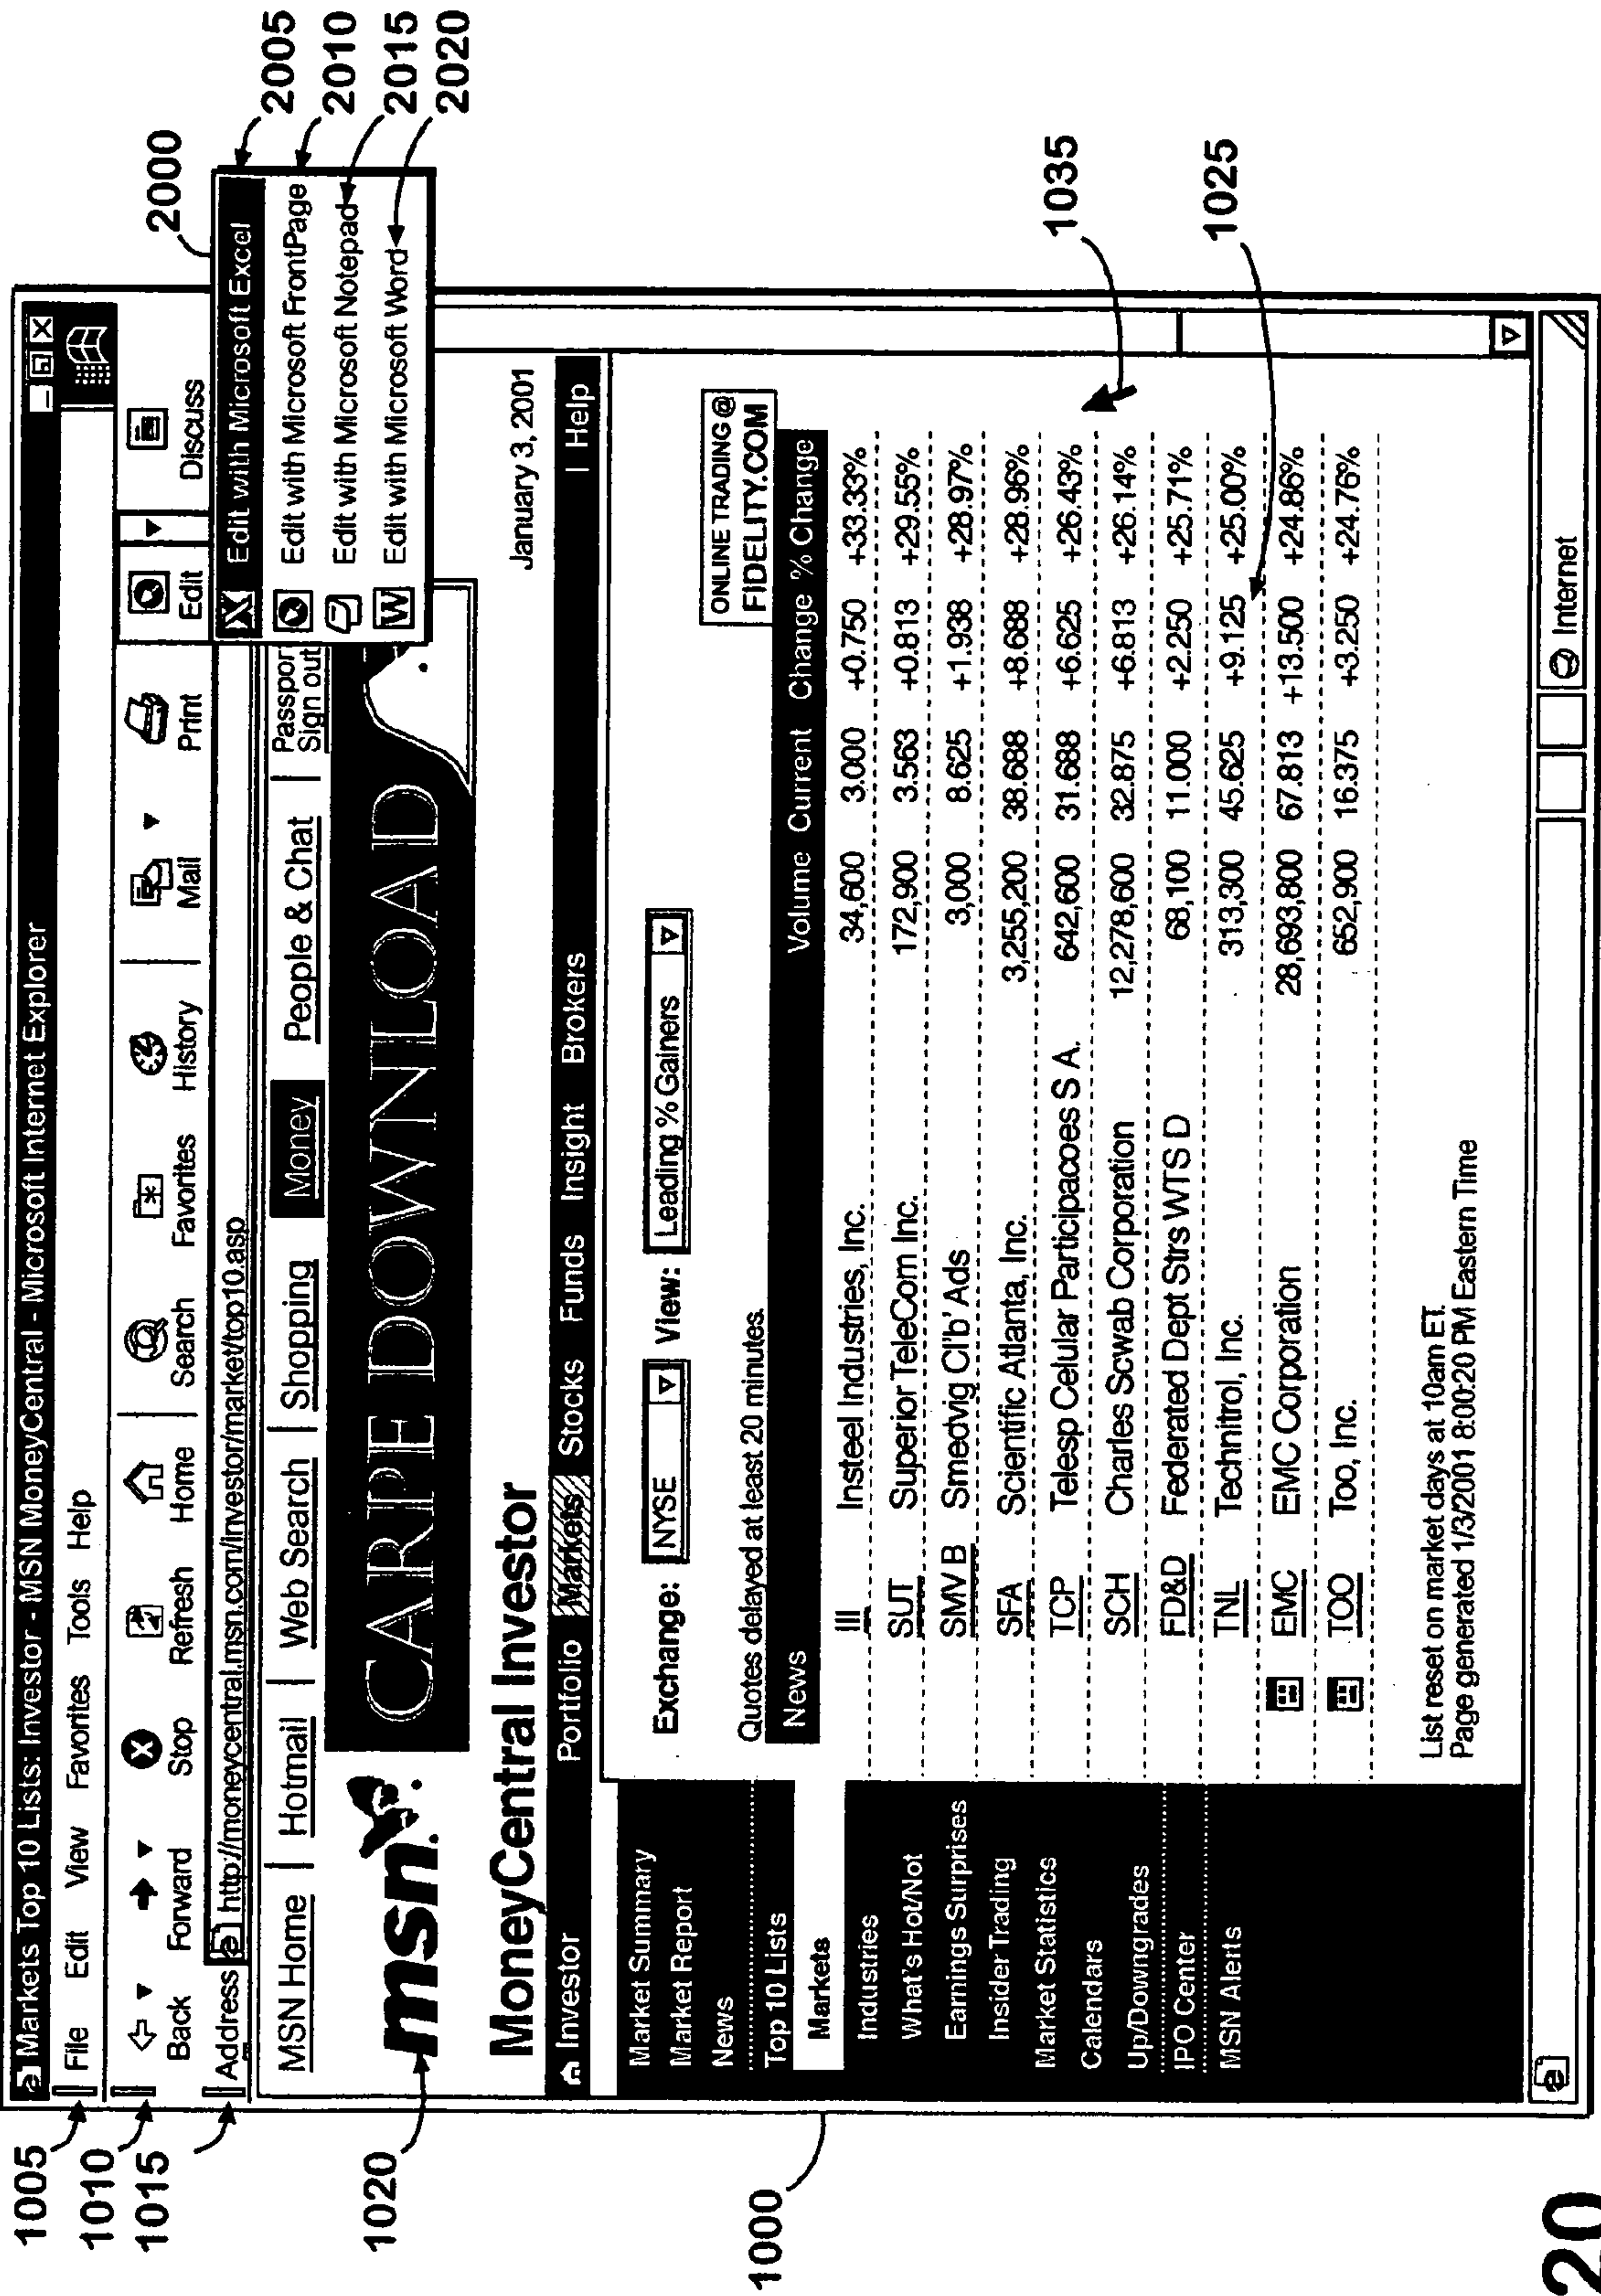 Markets Top 10 Lists: Investor - MSN MoneyCentral - Microsoft Internet Explorer
1005
File Edit View Favorites Tools Help
1010
Back Forward Stop Refresh Home Search Favorites History Mail Print Edit Discuss
2000
1015
Address http://moneycentral.msn.com/investor/market/top10.asp
Edit with Microsoft Excel 2005
Edit with Microsoft FrontPage 2010
Edit with Microsoft Notepad 2015
W Edit with Microsoft Word 2020
MSN Home | Hotmail | Web Search | Shopping Money People & Chat | Passpor
Sign out
1020
msn.
CARPE DOWNLOAD
MoneyCentral Investor
January 3, 2001
Investor Portfolio Markets Stocks Funds Insight Brokers | Help
1000
Market Summary
Market Report
News
Top 10 Lists
Markets
Industries
What's Hot/Not
Earnings Surprises
Insider Trading
Market Statistics
Calendars
Up/Downgrades
IPO Center
MSN Alerts
Exchange: NYSE View: Leading % Gainers
ONLINE TRADING @
FIDELITY.COM
Quotes delayed at least 20 minutes.
News Volume Current Change % Change
III Insteel Industries, Inc. 34,600 3.000 +0.750 +33.33%
SUT Superior TeleCom Inc. 172,900 3.563 +0.813 +29.55%
SMV B Smedvig Cl'b' Ads 3,000 8.625 +1.938 +28.97%
SFA Scientific Atlanta, Inc. 3,255,200 38.688 +8.688 +28.96%
TCP Telesp Celular Participacoes S A. 642,600 31.688 +6.625 +26.43%
SCH Charles Scwab Corporation 12,278,600 32.875 +6.813 +26.14%
FD&D Federated Dept Strs WTS D 68,100 11.000 +2.250 +25.71%
TNL Technitrol, Inc. 313,300 45.625 +9.125 +25.00%
EMC EMC Corporation 28,693,800 67.813 +13.500 +24.86%
TOO Too, Inc. 652,900 16.375 +3.250 +24.76%
1035
1025
List reset on market days at 10am ET.
Page generated 1/3/2001 8:00:20 PM Eastern Time
Internet
20